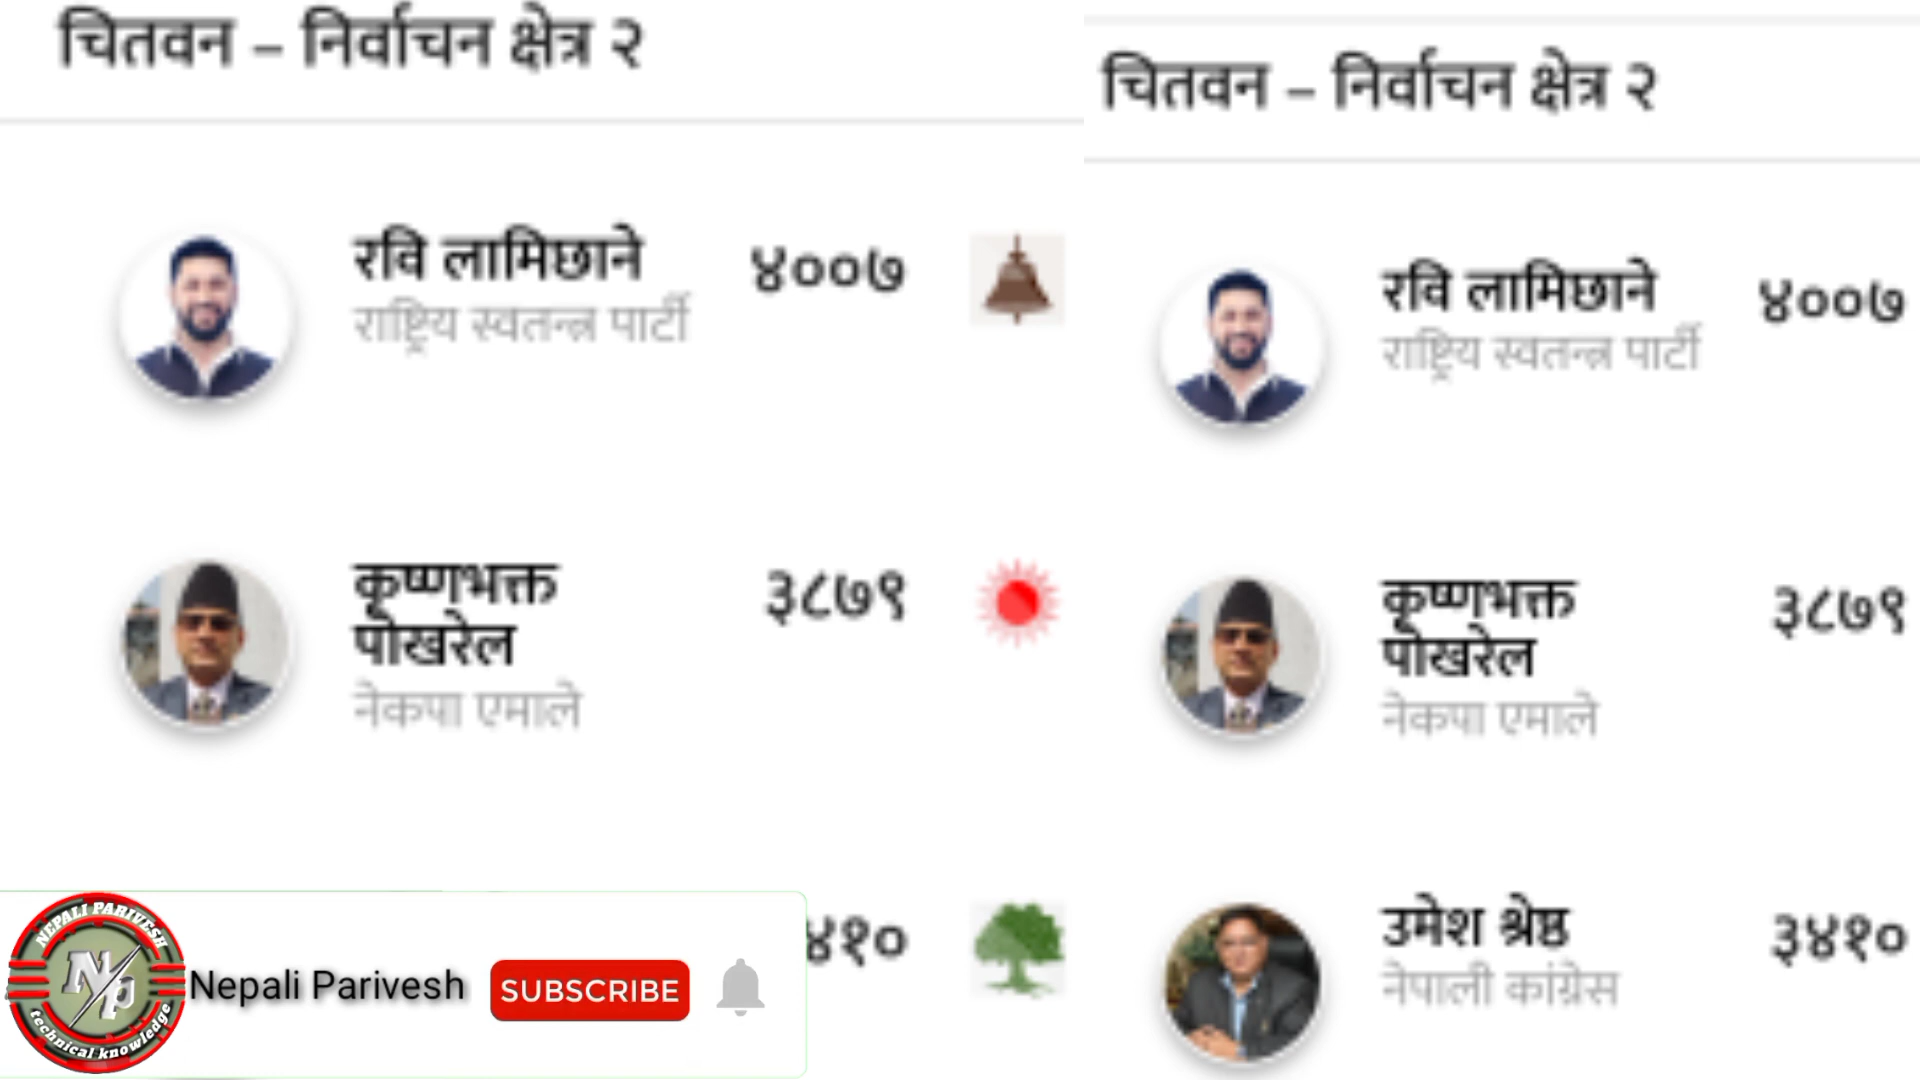 चितवन – निर्वाचन क्षेत्र २
रवि लामिछाने ४००७
राष्ट्रिय स्वतन्त्र पार्टी
कृष्णभक्त
पोखरेल ३८७९
नेकपा एमाले
४१०
NEPALI PARIVESH
Np
technical knowledge
Nepali Parivesh SUBSCRIBE
चितवन – निर्वाचन क्षेत्र २
रवि लामिछाने ४००७
राष्ट्रिय स्वतन्त्र पार्टी
कृष्णभक्त
पोखरेल ३८७९
नेकपा एमाले
उमेश श्रेष्ठ ३४१०
नेपाली कांग्रेस